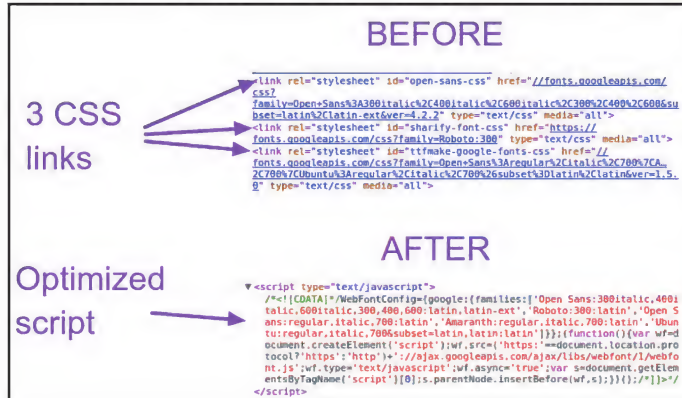 BEFORE
3 CSS
links
<link rel="stylesheet" id="open-sans-css" href="//fonts.googleapis.com/
css?
family=Open+Sans%3A300italic%2C400italic%2C600italic%2C300%2C400%2C600&su
bset=latin%2Clatin-ext&ver=4.2.2" type="text/css" media="all">
<link rel="stylesheet" id="sharify-font-css" href="https://
fonts.googleapis.com/css?family=Roboto:300" type="text/css" media="all">
<link rel="stylesheet" id="ttfmake-google-fonts-css" href="//
fonts.googleapis.com/css?family=Open+Sans%3Aregular%2Citalic%2C700%7CA…
2C700%7CUbuntu%3Aregular%2Citalic%2C700%26subset%3Dlatin%2Clatin&ver=1.5.
0" type="text/css" media="all">
AFTER
Optimized
script
▼<script type="text/javascript">
/*<![CDATA[*/WebFontConfig={google:{families:['Open Sans:300italic,400i
talic,600italic,300,400,600:latin,latin-ext','Roboto:300:latin','Open S
ans:regular,italic,700:latin','Amaranth:regular,italic,700:latin','Ubun
tu:regular,italic,700&subset=latin,latin:latin']}};(function(){var wf=d
ocument.createElement('script');wf.src=('https:'==document.location.pro
tocol?'https':'http')+'://ajax.googleapis.com/ajax/libs/webfont/1/webfo
nt.js';wf.type='text/javascript';wf.async='true';var s=document.getElem
entsByTagName('script')[0];s.parentNode.insertBefore(wf,s);})();/*]]>*/
</script>